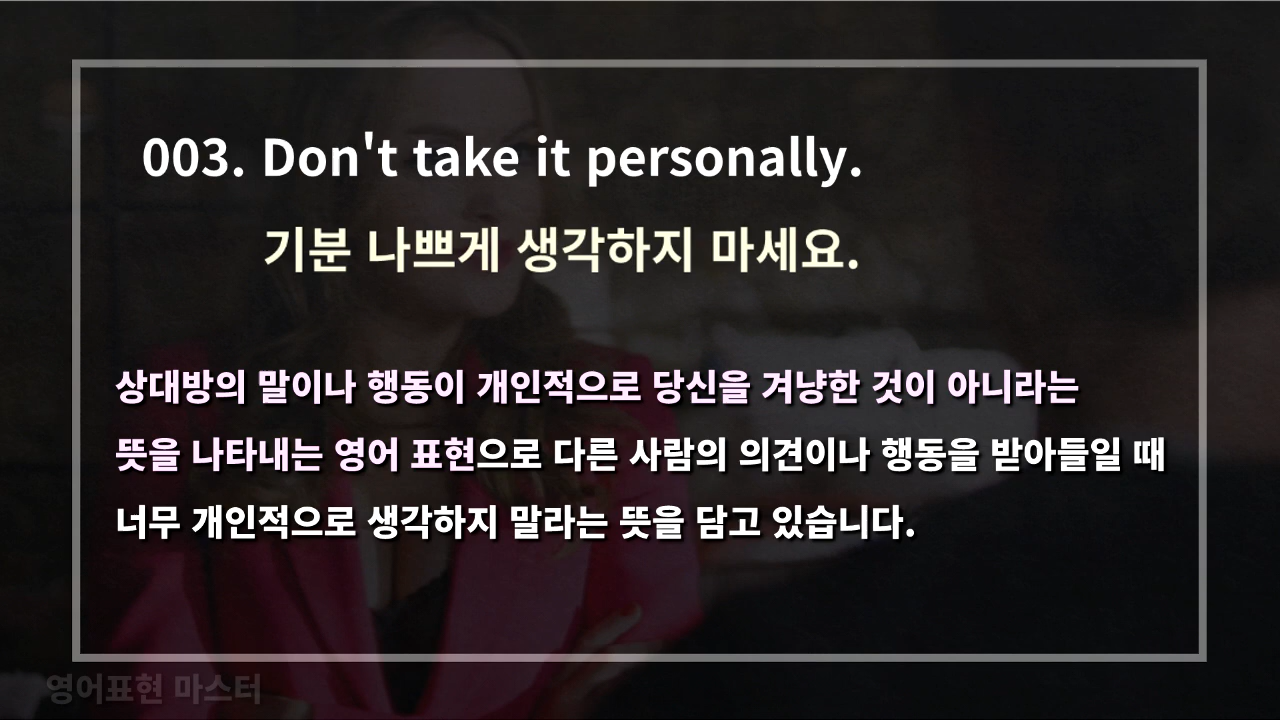 003. Don't take it personally.
기분 나쁘게 생각하지 마세요.
상대방의 말이나 행동이 개인적으로 당신을 겨냥한 것이 아니라는
뜻을 나타내는 영어 표현으로 다른 사람의 의견이나 행동을 받아들일 때
너무 개인적으로 생각하지 말라는 뜻을 담고 있습니다.
영어표현 마스터